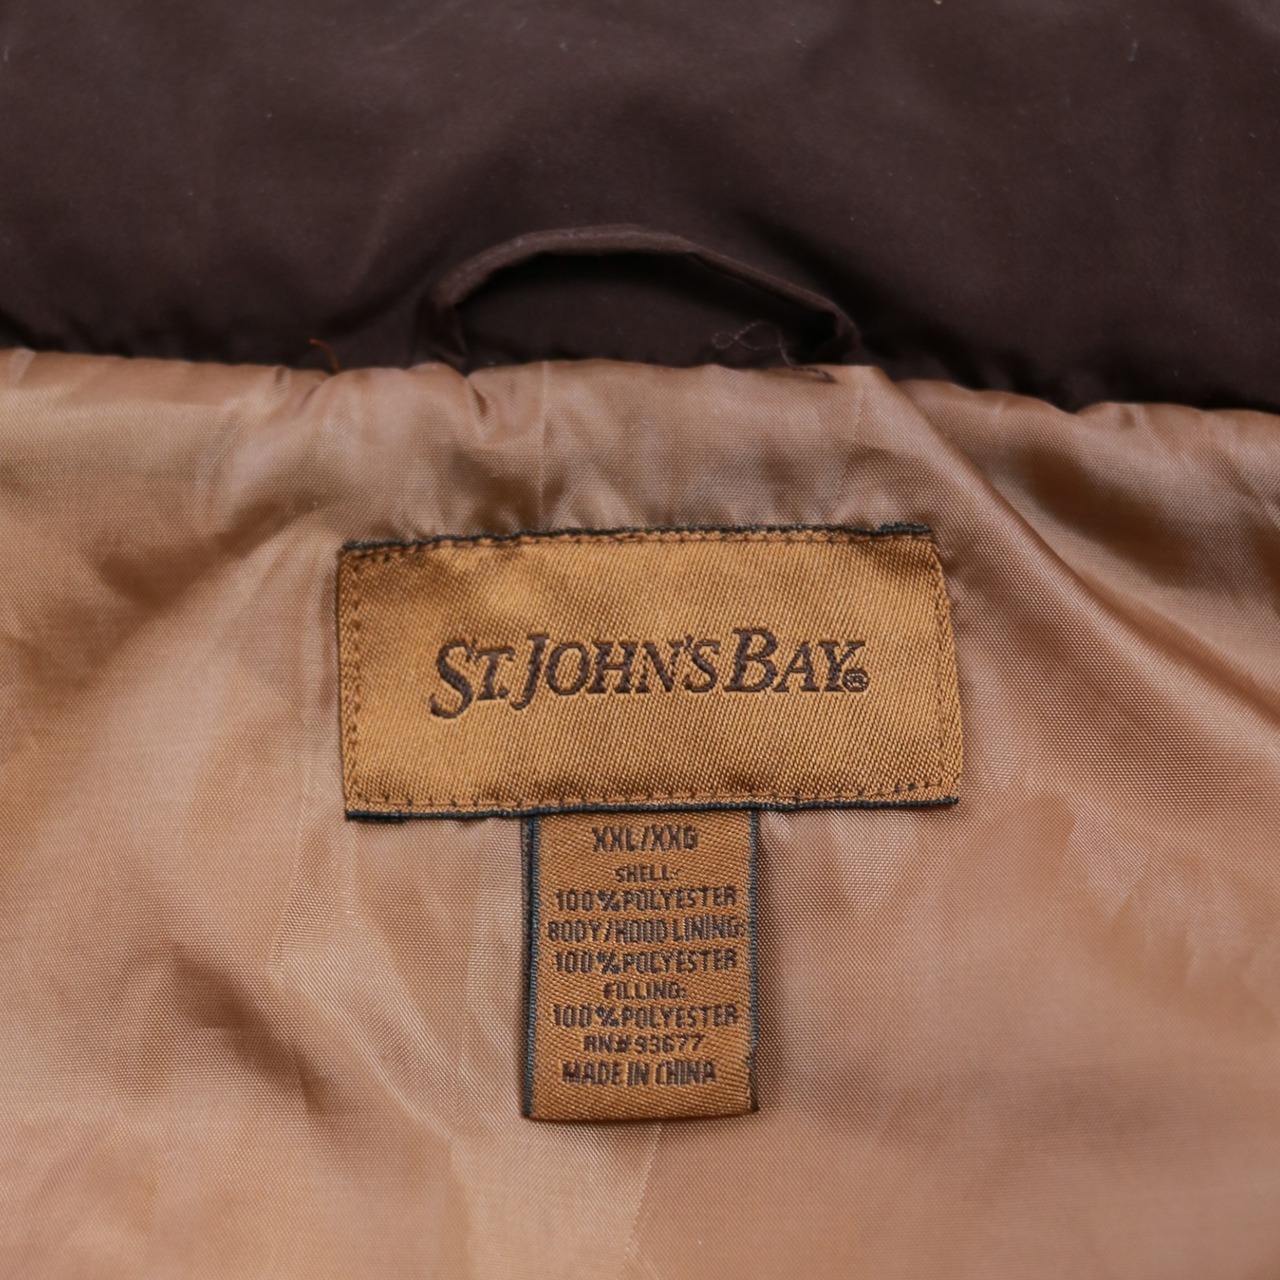 ST. JOHN'S BAY®
XXL/XXG
SHELL:
100%POLYESTER
BODY/HOOD LINING:
100%POLYESTER
FILLING:
100%POLYESTER
RN#93677
MADE IN CHINA